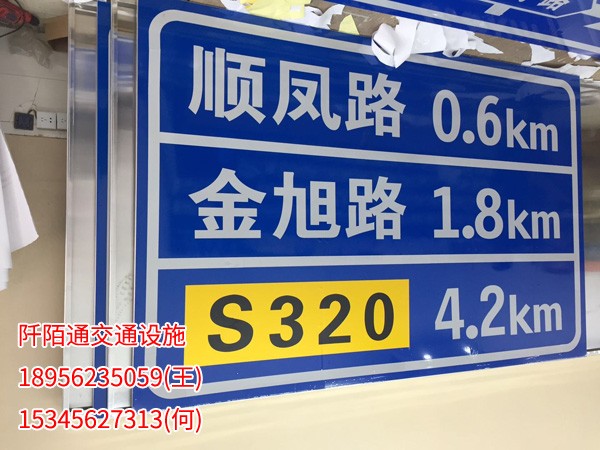 顺凤路 0.6km
金旭路 1.8km
S320 4.2km
阡陌通交通设施
18956235059(王)
15345627313(何)